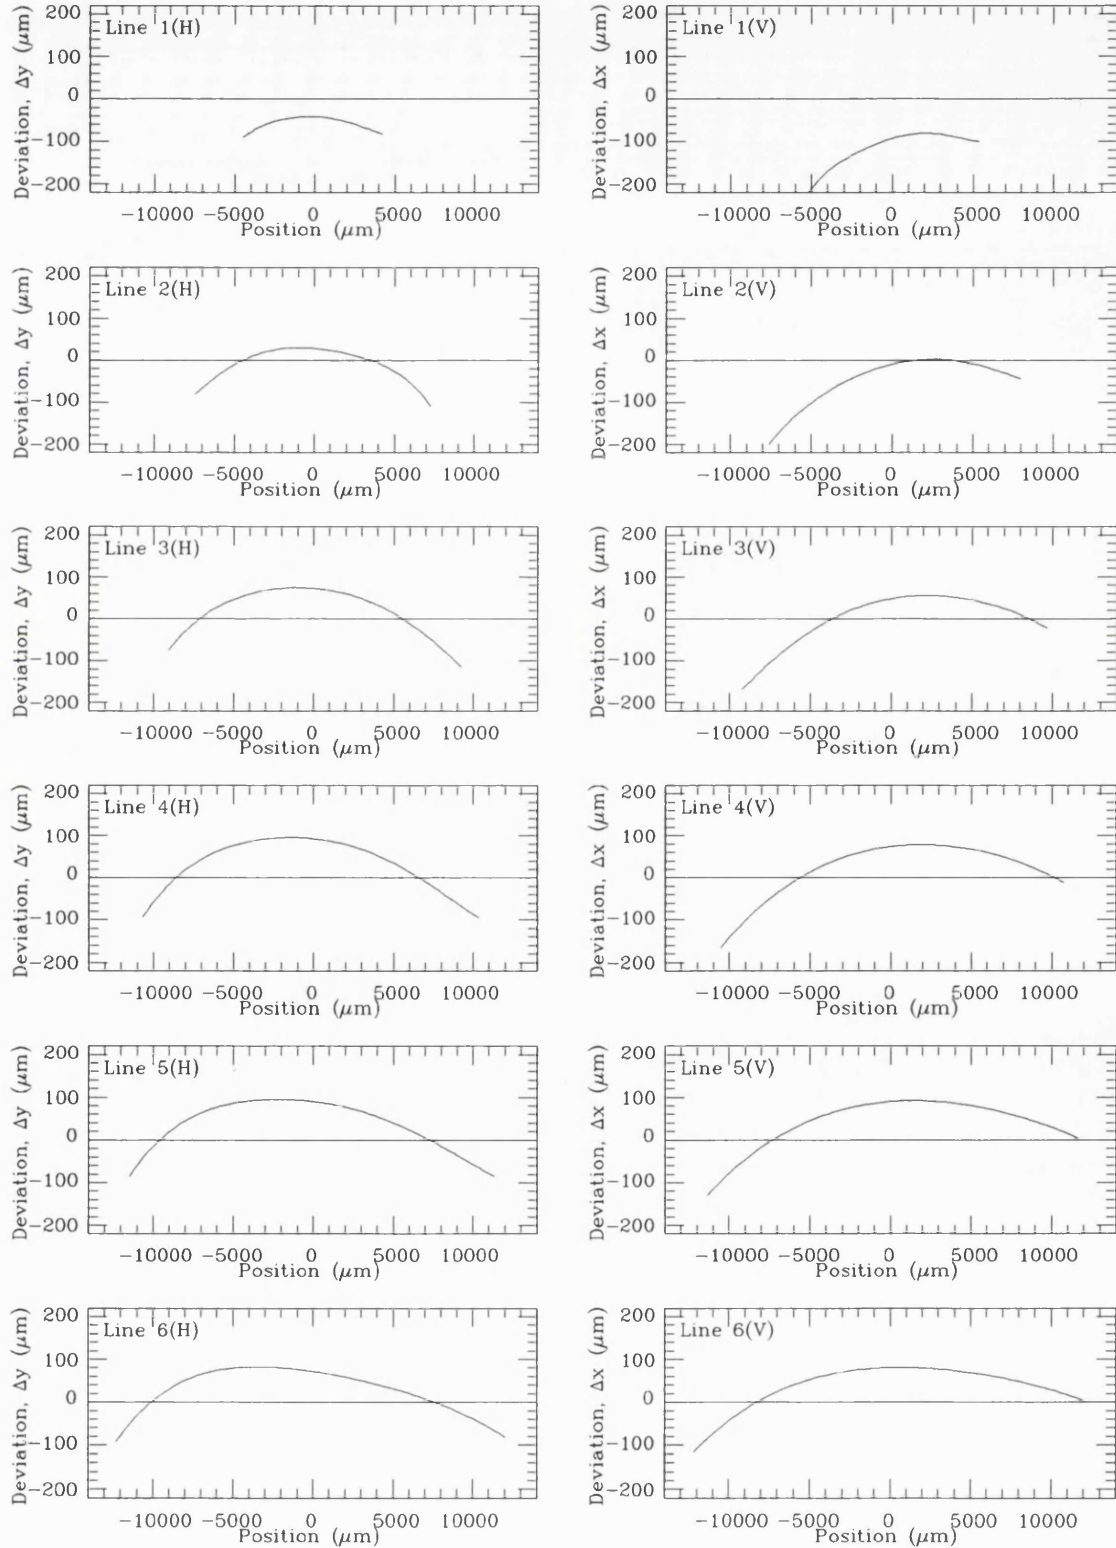 Line 1(H)
Deviation, Δy (μm)
200
100
0
−100
−200
−10000 −5000 0 5000 10000
Position (μm)
Line 1(V)
Deviation, Δx (μm)
200
100
0
−100
−200
−10000 −5000 0 5000 10000
Position (μm)
Line 2(H)
Deviation, Δy (μm)
200
100
0
−100
−200
−10000 −5000 0 5000 10000
Position (μm)
Line 2(V)
Deviation, Δx (μm)
200
100
0
−100
−200
−10000 −5000 0 5000 10000
Position (μm)
Line 3(H)
Deviation, Δy (μm)
200
100
0
−100
−200
−10000 −5000 0 5000 10000
Position (μm)
Line 3(V)
Deviation, Δx (μm)
200
100
0
−100
−200
−10000 −5000 0 5000 10000
Position (μm)
Line 4(H)
Deviation, Δy (μm)
200
100
0
−100
−200
−10000 −5000 0 5000 10000
Position (μm)
Line 4(V)
Deviation, Δx (μm)
200
100
0
−100
−200
−10000 −5000 0 5000 10000
Position (μm)
Line 5(H)
Deviation, Δy (μm)
200
100
0
−100
−200
−10000 −5000 0 5000 10000
Position (μm)
Line 5(V)
Deviation, Δx (μm)
200
100
0
−100
−200
−10000 −5000 0 5000 10000
Position (μm)
Line 6(H)
Deviation, Δy (μm)
200
100
0
−100
−200
−10000 −5000 0 5000 10000
Position (μm)
Line 6(V)
Deviation, Δx (μm)
200
100
0
−100
−200
−10000 −5000 0 5000 10000
Position (μm)